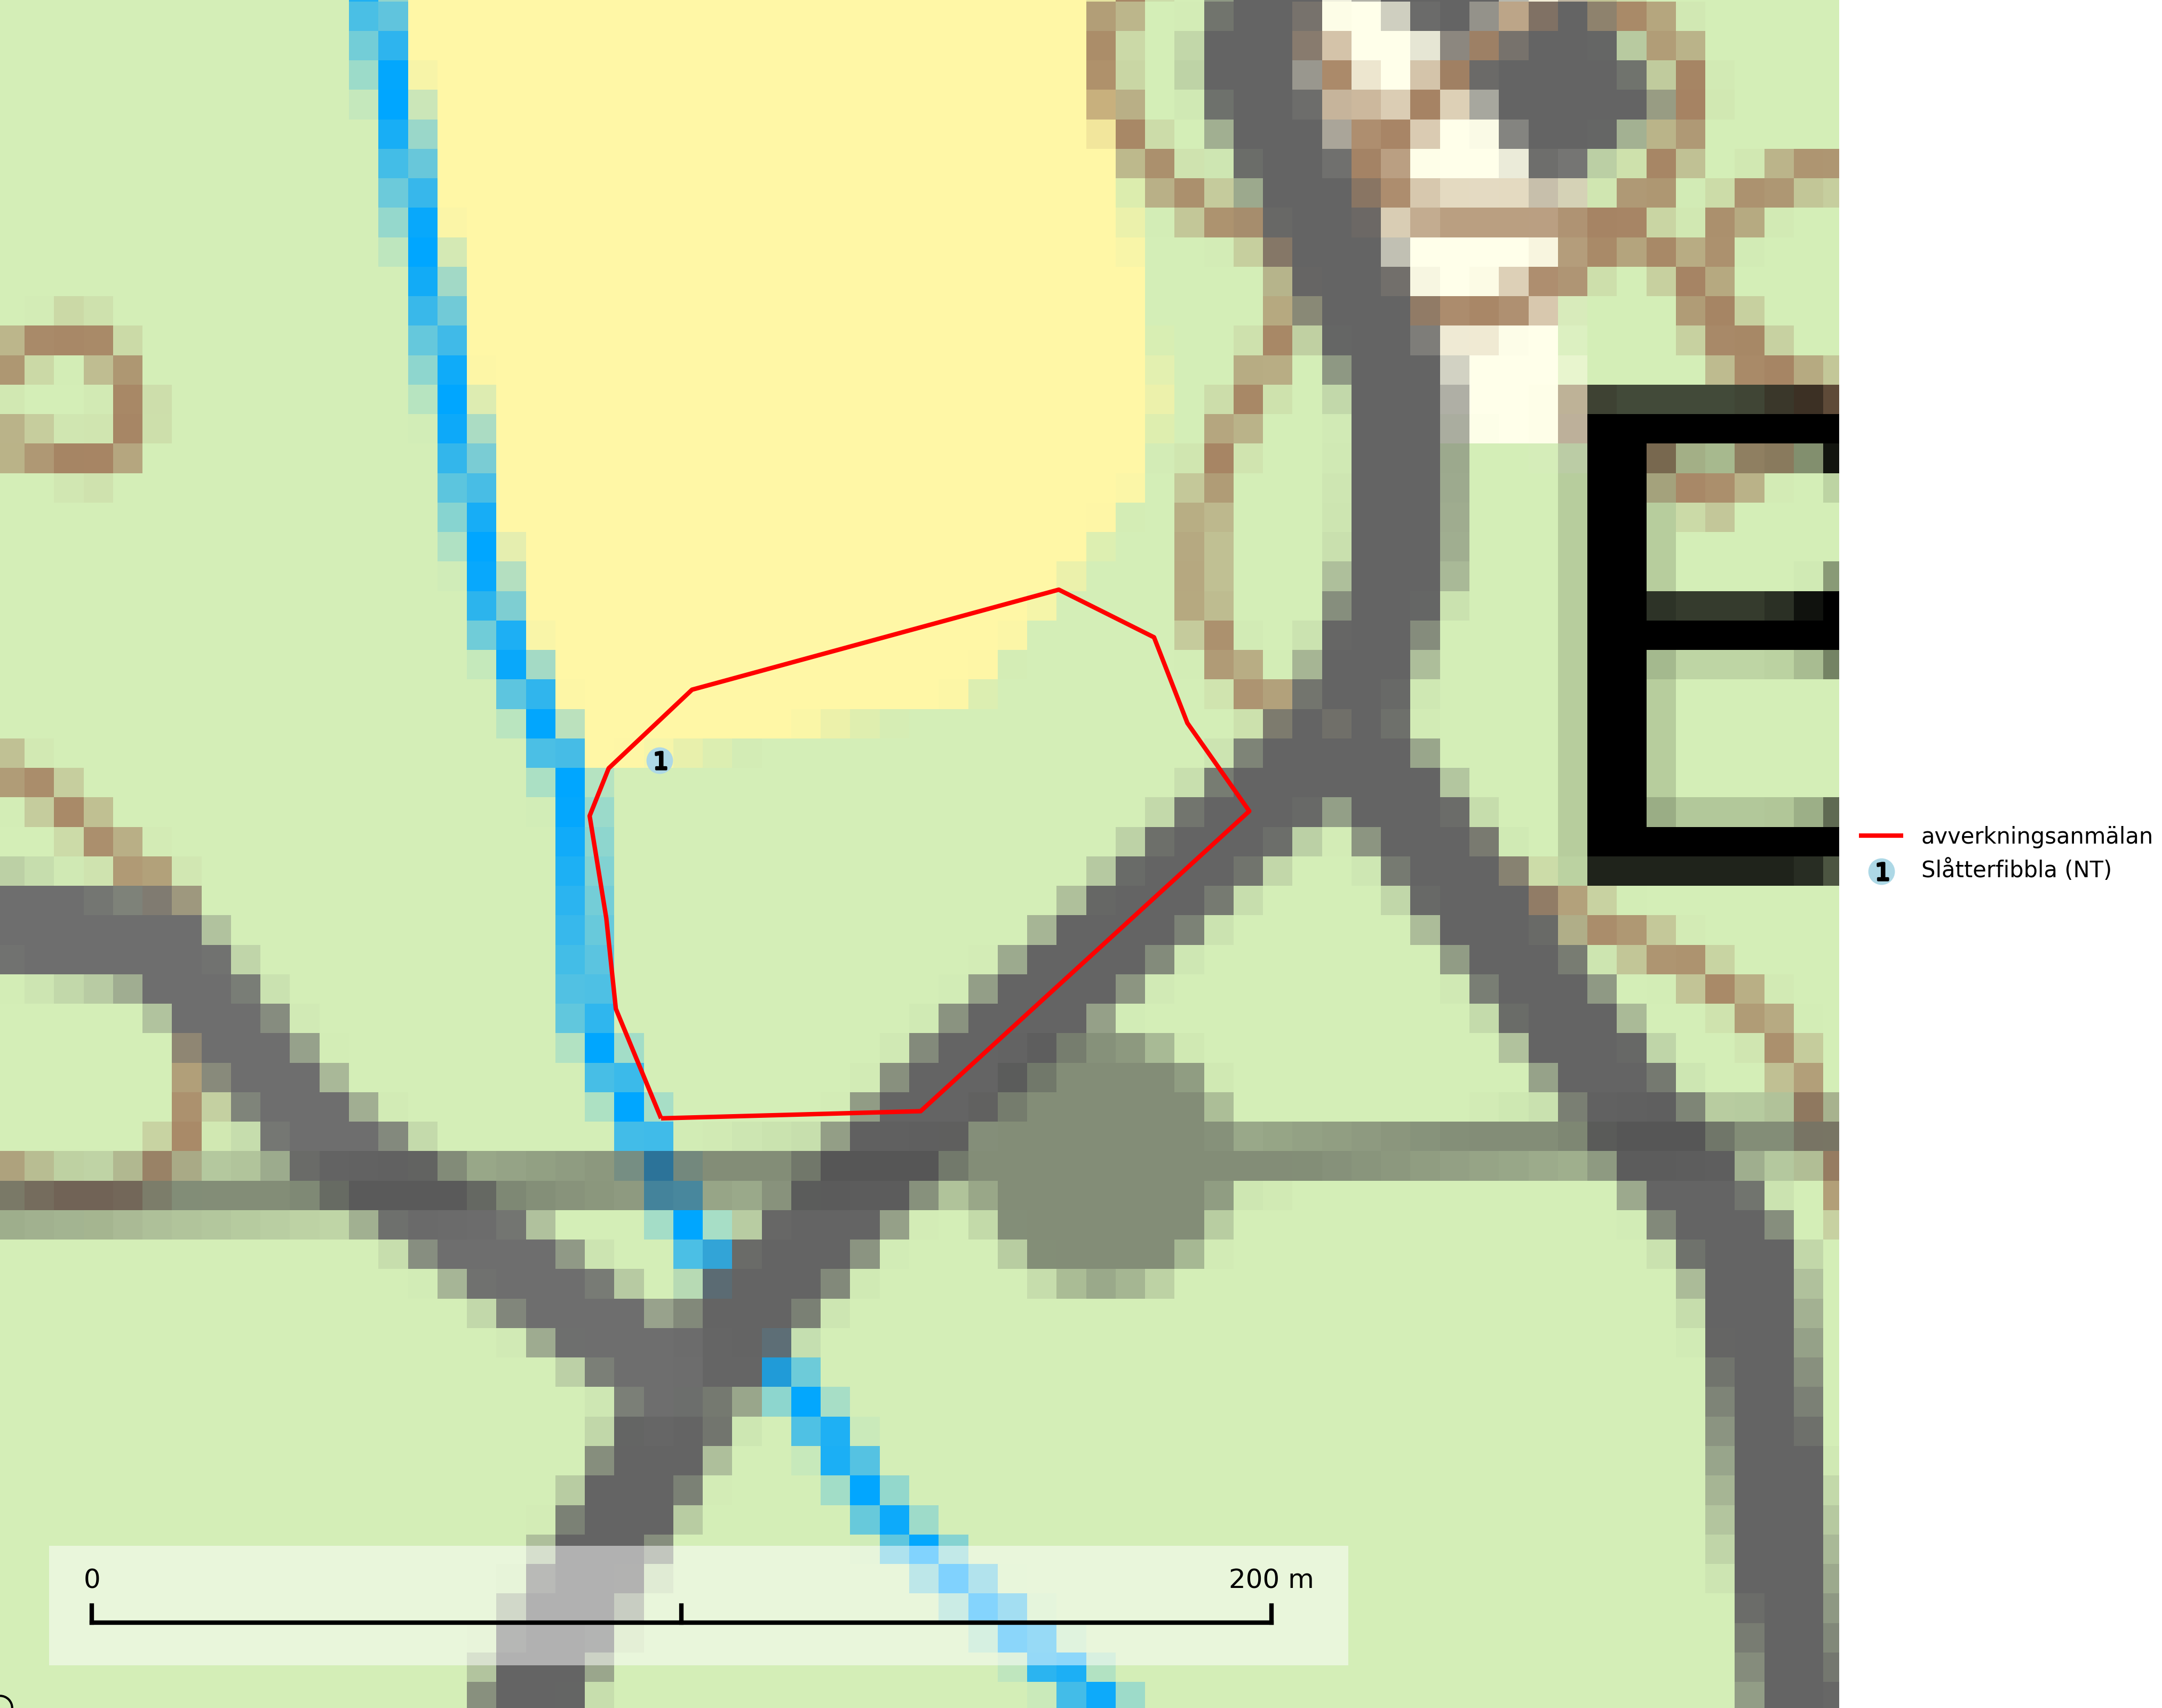 1
avverkningsanmälan
1 Slåtterfibbla (NT)
0 200 m